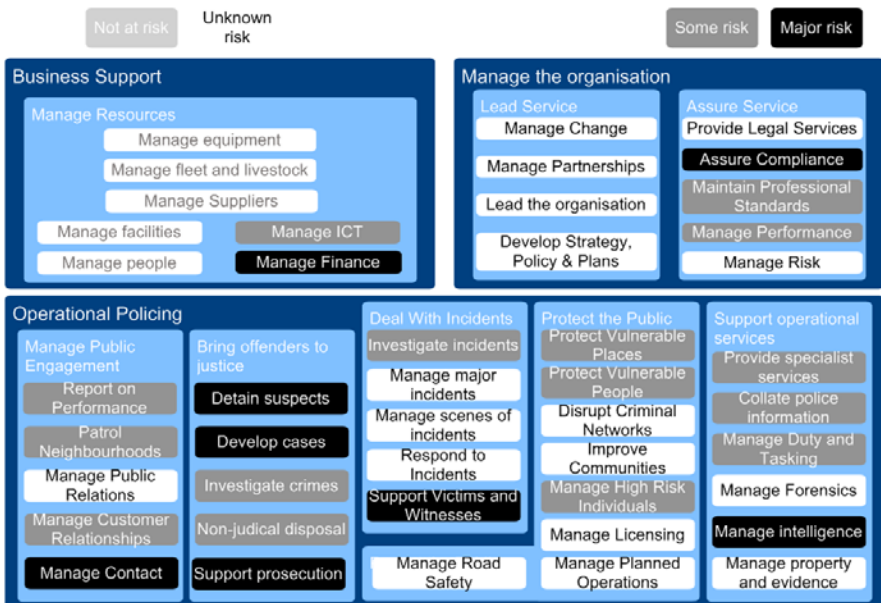 Not at risk
Unknown
risk
Some risk
Major risk
Business Support
Manage Resources
Manage equipment
Manage fleet and livestock
Manage Suppliers
Manage facilities
Manage ICT
Manage people
Manage Finance
Manage the organisation
Lead Service
Manage Change
Manage Partnerships
Lead the organisation
Develop Strategy,
Policy & Plans
Assure Service
Provide Legal Services
Assure Compliance
Maintain Professional
Standards
Manage Performance
Manage Risk
Operational Policing
Manage Public
Engagement
Report on
Performance
Patrol
Neighbourhoods
Manage Public
Relations
Manage Customer
Relationships
Manage Contact
Bring offenders to
justice
Detain suspects
Develop cases
Investigate crimes
Non-judical disposal
Support prosecution
Deal With Incidents
Investigate incidents
Manage major
incidents
Manage scenes of
incidents
Respond to
Incidents
Support Victims and
Witnesses
Manage Road
Safety
Protect the Public
Protect Vulnerable
Places
Protect Vulnerable
People
Disrupt Criminal
Networks
Improve
Communities
Manage High Risk
Individuals
Manage Licensing
Manage Planned
Operations
Support operational
services
Provide specialist
services
Collate police
information
Manage Duty and
Tasking
Manage Forensics
Manage intelligence
Manage property
and evidence